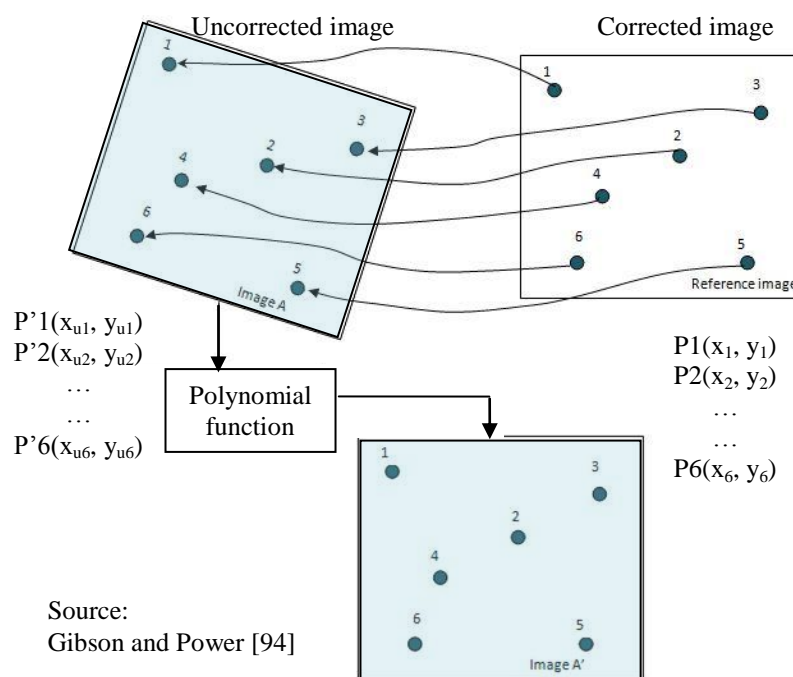 Uncorrected image
Corrected image
1
3
2
4
6
5
Image A
1
3
2
4
6
5
Reference image
P’1(xu1, yu1)
P’2(xu2, yu2)
…
…
P’6(xu6, yu6)
Polynomial
function
P1(x1, y1)
P2(x2, y2)
…
…
P6(x6, y6)
1
3
2
4
6
5
Image A’
Source:
Gibson and Power [94]